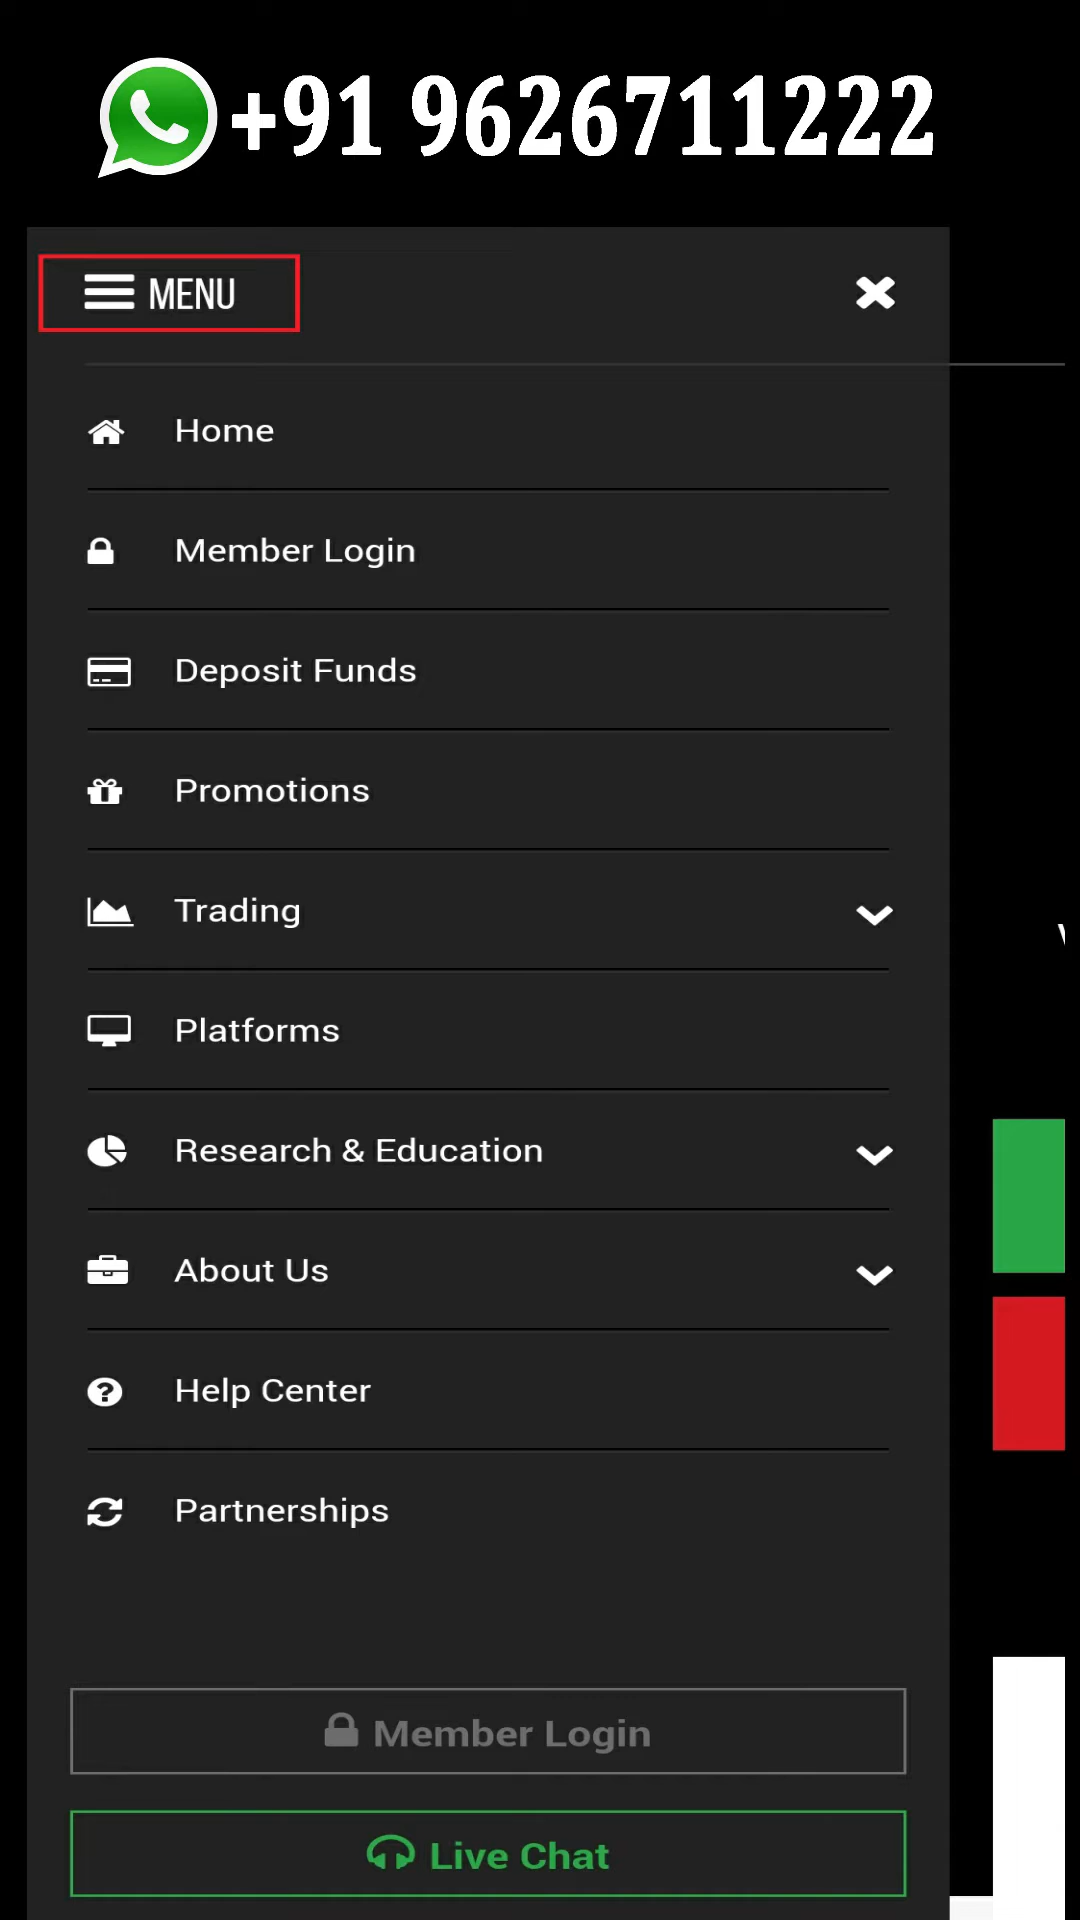 +91 9626711222
MENU
Home
Member Login
Deposit Funds
Promotions
Trading
Platforms
Research & Education
About Us
Help Center
Partnerships
Member Login
Live Chat